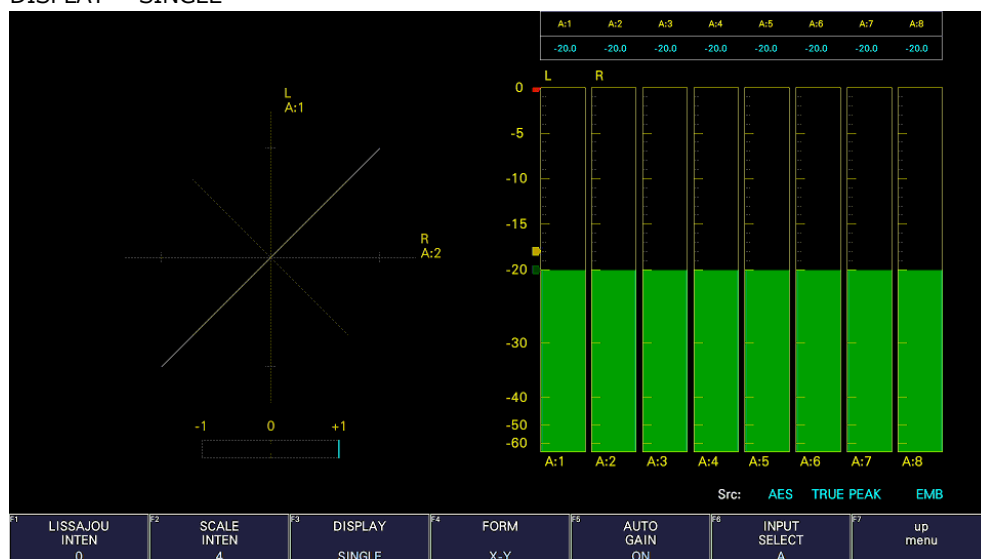 DISPLAY SINGLE
A:1 A:2 A:3 A:4 A:5 A:6 A:7 A:8
-20.0 -20.0 -20.0 -20.0 -20.0 -20.0 -20.0 -20.0
L R
L
A:1
R
A:2
0
-5
-10
-15
-20
-30
-40
-50
-60
-1 0 +1
A:1 A:2 A:3 A:4 A:5 A:6 A:7 A:8
Src: AES TRUE PEAK EMB
F1 LISSAJOU INTEN 0
F2 SCALE INTEN 4
F3 DISPLAY SINGLE
F4 FORM X-Y
F5 AUTO GAIN ON
F6 INPUT SELECT A
F7 up menu